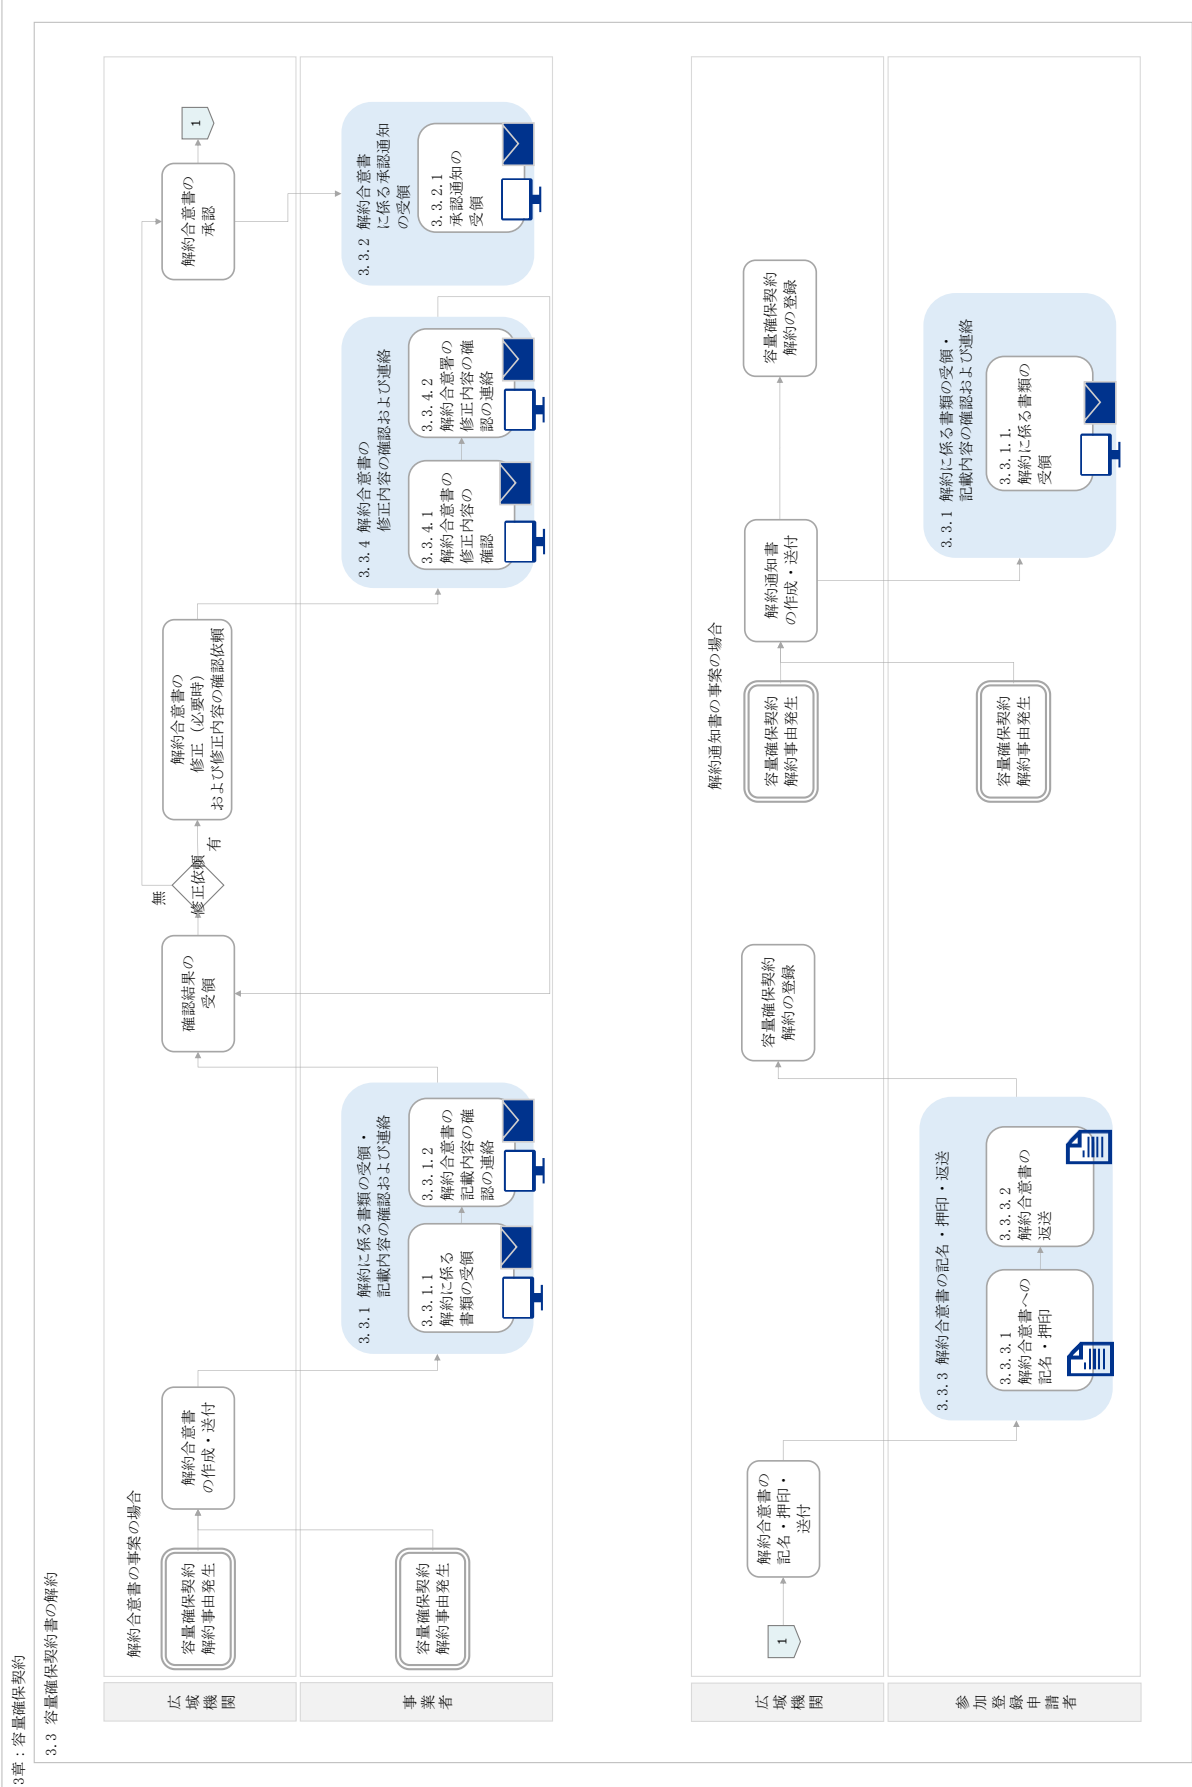 3章：容量確保契約
3.3 容量確保契約書の解約
広域機関
事業者
解約合意書の事案の場合
容量確保契約
解約事由発生
容量確保契約
解約事由発生
解約合意書
の作成・送付
3.3.1 解約に係る書類の受領・
記載内容の確認および連絡
3.3.1.1
解約に係る
書類の受領
3.3.1.2
解約合意書の
記載内容の確
認の連絡
確認結果の
受領
修正依頼
無
有
解約合意書の
修正（必要時）
および修正内容の確認依頼
3.3.4 解約合意書の
修正内容の確認および連絡
3.3.4.1
解約合意書の
修正内容の
確認
3.3.4.2
解約合意署の
修正内容の確
認の連絡
解約合意書の
承認
1
3.3.2 解約合意書
に係る承認通知
の受領
3.3.2.1
承認通知の
受領
広域機関
参加登録申請者
1
解約合意書の
記名・押印・
送付
3.3.3 解約合意書の記名・押印・返送
3.3.3.1
解約合意書への
記名・押印
3.3.3.2
解約合意書の
返送
容量確保契約
解約の登録
解約通知書の事案の場合
容量確保契約
解約事由発生
容量確保契約
解約事由発生
解約通知書
の作成・送付
3.3.1 解約に係る書類の受領・
記載内容の確認および連絡
3.3.1.1.
解約に係る書類の
受領
容量確保契約
解約の登録